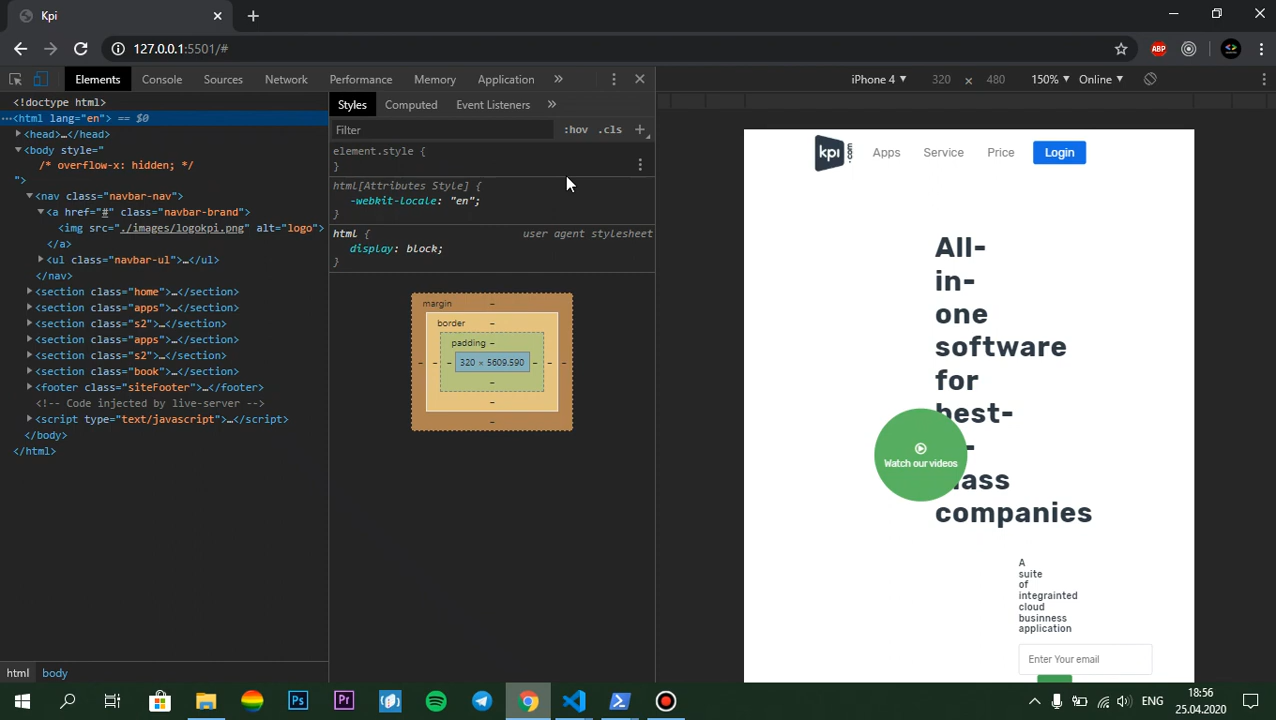 Kpi
127.0.0.1:5501/#
ABP
Elements Console Sources Network Performance Memory Application »
iPhone 4 320 × 480 150% Online
<!doctype html>
<html lang="en"> == $0
<head>…</head>
<body style="
/* overflow-x: hidden; */
">
<nav class="navbar-nav">
<a href="#" class="navbar-brand">
<img src="./images/logokpi.png" alt="logo">
</a>
<ul class="navbar-ul">…</ul>
</nav>
<section class="home">…</section>
<section class="apps">…</section>
<section class="s2">…</section>
<section class="apps">…</section>
<section class="s2">…</section>
<section class="book">…</section>
<footer class="siteFooter">…</footer>
<!-- Code injected by live-server -->
<script type="text/javascript">…</script>
</body>
</html>
html body
Styles Computed Event Listeners »
Filter :hov .cls +
element.style {
}
html[Attributes Style] {
-webkit-locale: "en";
}
html { user agent stylesheet
display: block;
}
margin –
border –
padding –
– – – 320 × 5609.590 – – –
–
–
–
kpi .com Apps Service Price Login
All-
in-
one
software
for
best-
Watch our videos
companies
A
suite
of
integrainted
cloud
businness
application
Enter Your email
Ps Pr
ENG
18:56
25.04.2020